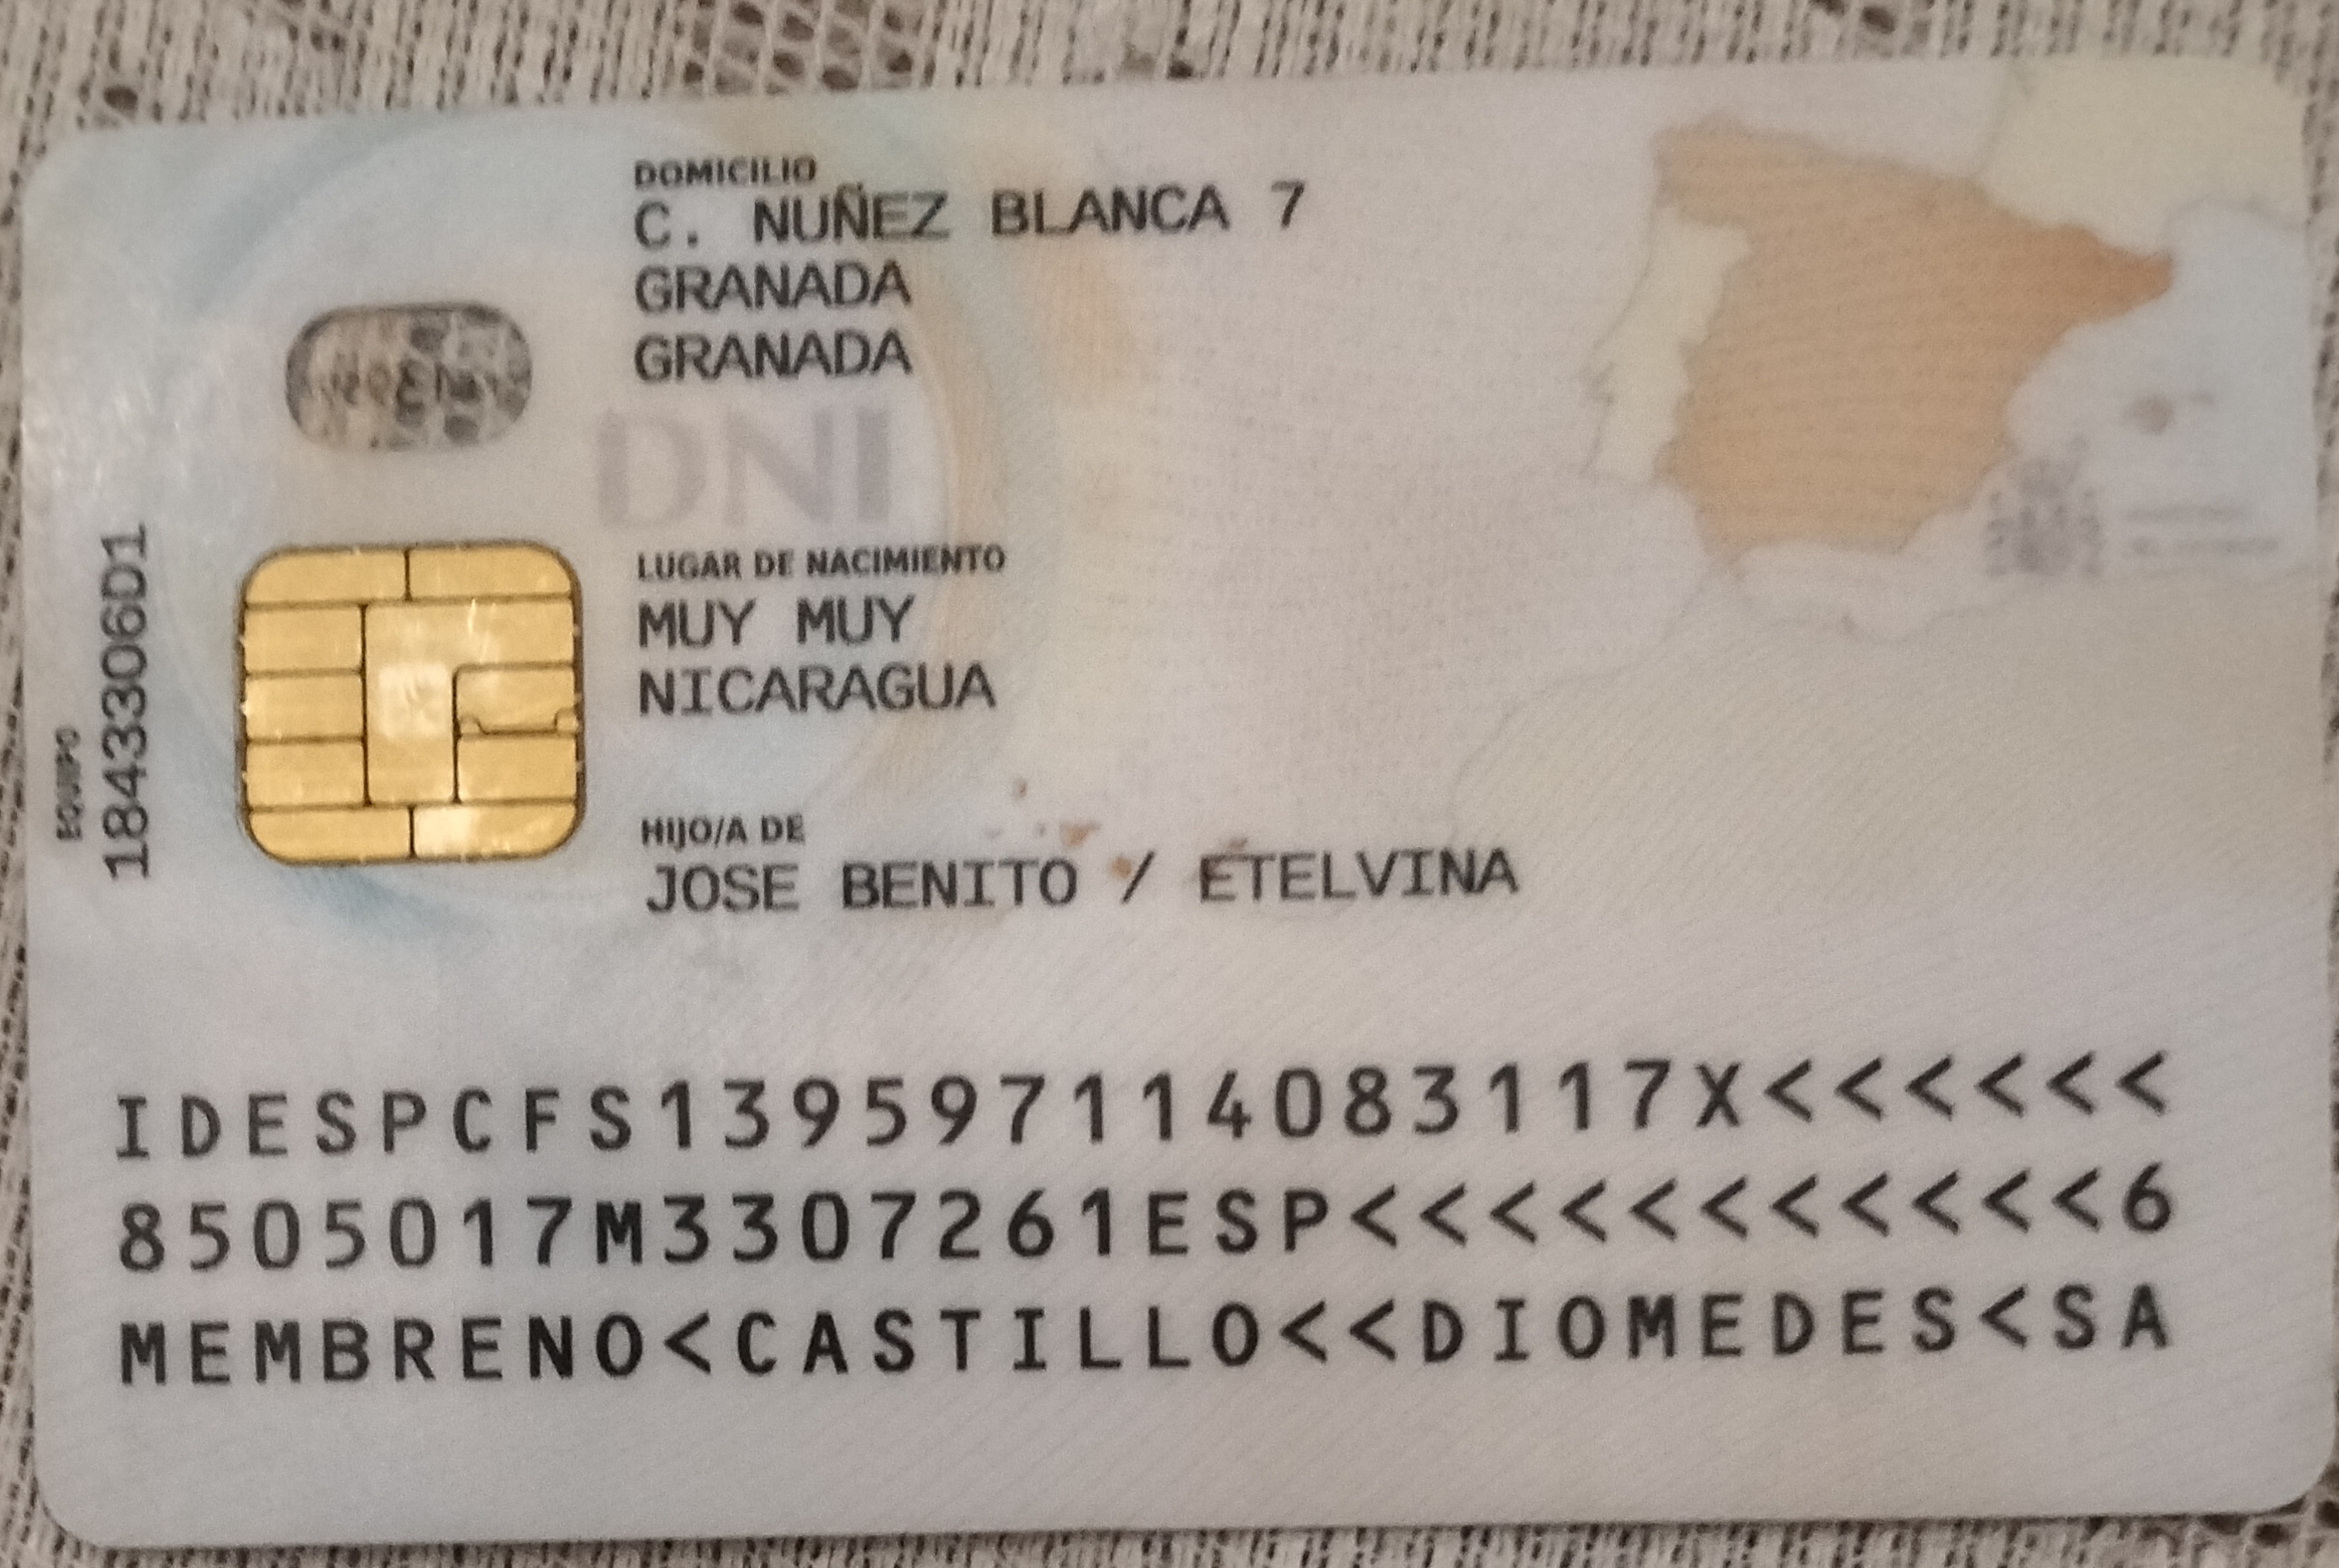 DOMICILIO
C. NUÑEZ BLANCA 7
GRANADA
GRANADA
DNI
LUGAR DE NACIMIENTO
MUY MUY
NICARAGUA
HIJO/A DE
JOSE BENITO / ETELVINA
EQUIPO
1843306D1
IDESPCFS139597114083117X<<<<<<
8505017M3307261ESP<<<<<<<<<<<6
MEMBRENO<CASTILLO<<DIOMEDES<SA